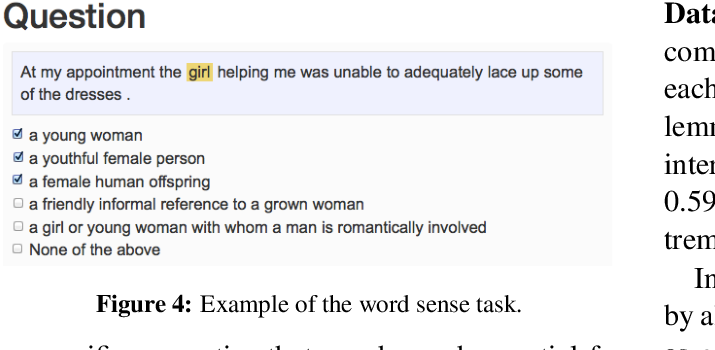 Question
At my appointment the girl helping me was unable to adequately lace up some
of the dresses .
a young woman
a youthful female person
a female human offspring
a friendly informal reference to a grown woman
a girl or young woman with whom a man is romantically involved
None of the above
Figure 4: Example of the word sense task.
Data
com
each
lemm
inter
0.59
trem
In
by a